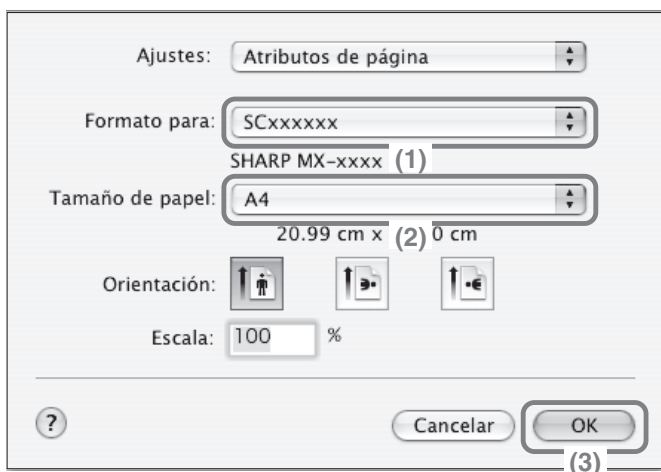 Ajustes: Atributos de página
Formato para: SCxxxxxx
SHARP MX-xxxx (1)
Tamaño de papel: A4
20.99 cm x (2) 0 cm
Orientación:
Escala: 100 %
? Cancelar OK
(3)